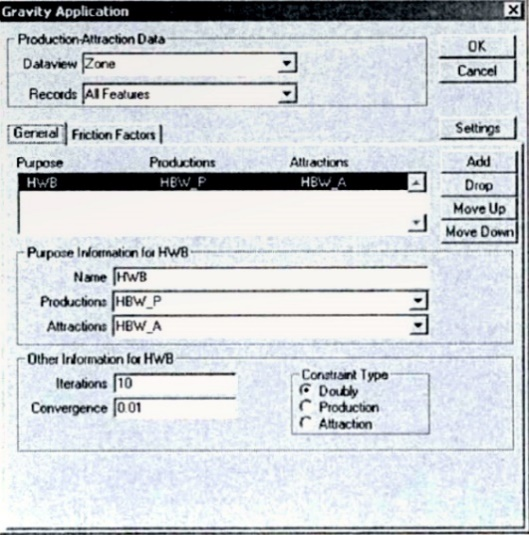 Gravity Application
Production-Attraction Data
Dataview Zone
Records All Features
OK
Cancel
General Friction Factors
Settings
Purpose Productions Attractions
HWB HBW_P HBW_A
Add
Drop
Move Up
Move Down
Purpose Information for HWB
Name HWB
Productions HBW_P
Attractions HBW_A
Other Information for HWB
Iterations 10
Convergence 0.01
Constraint Type
Doubly
Production
Attraction